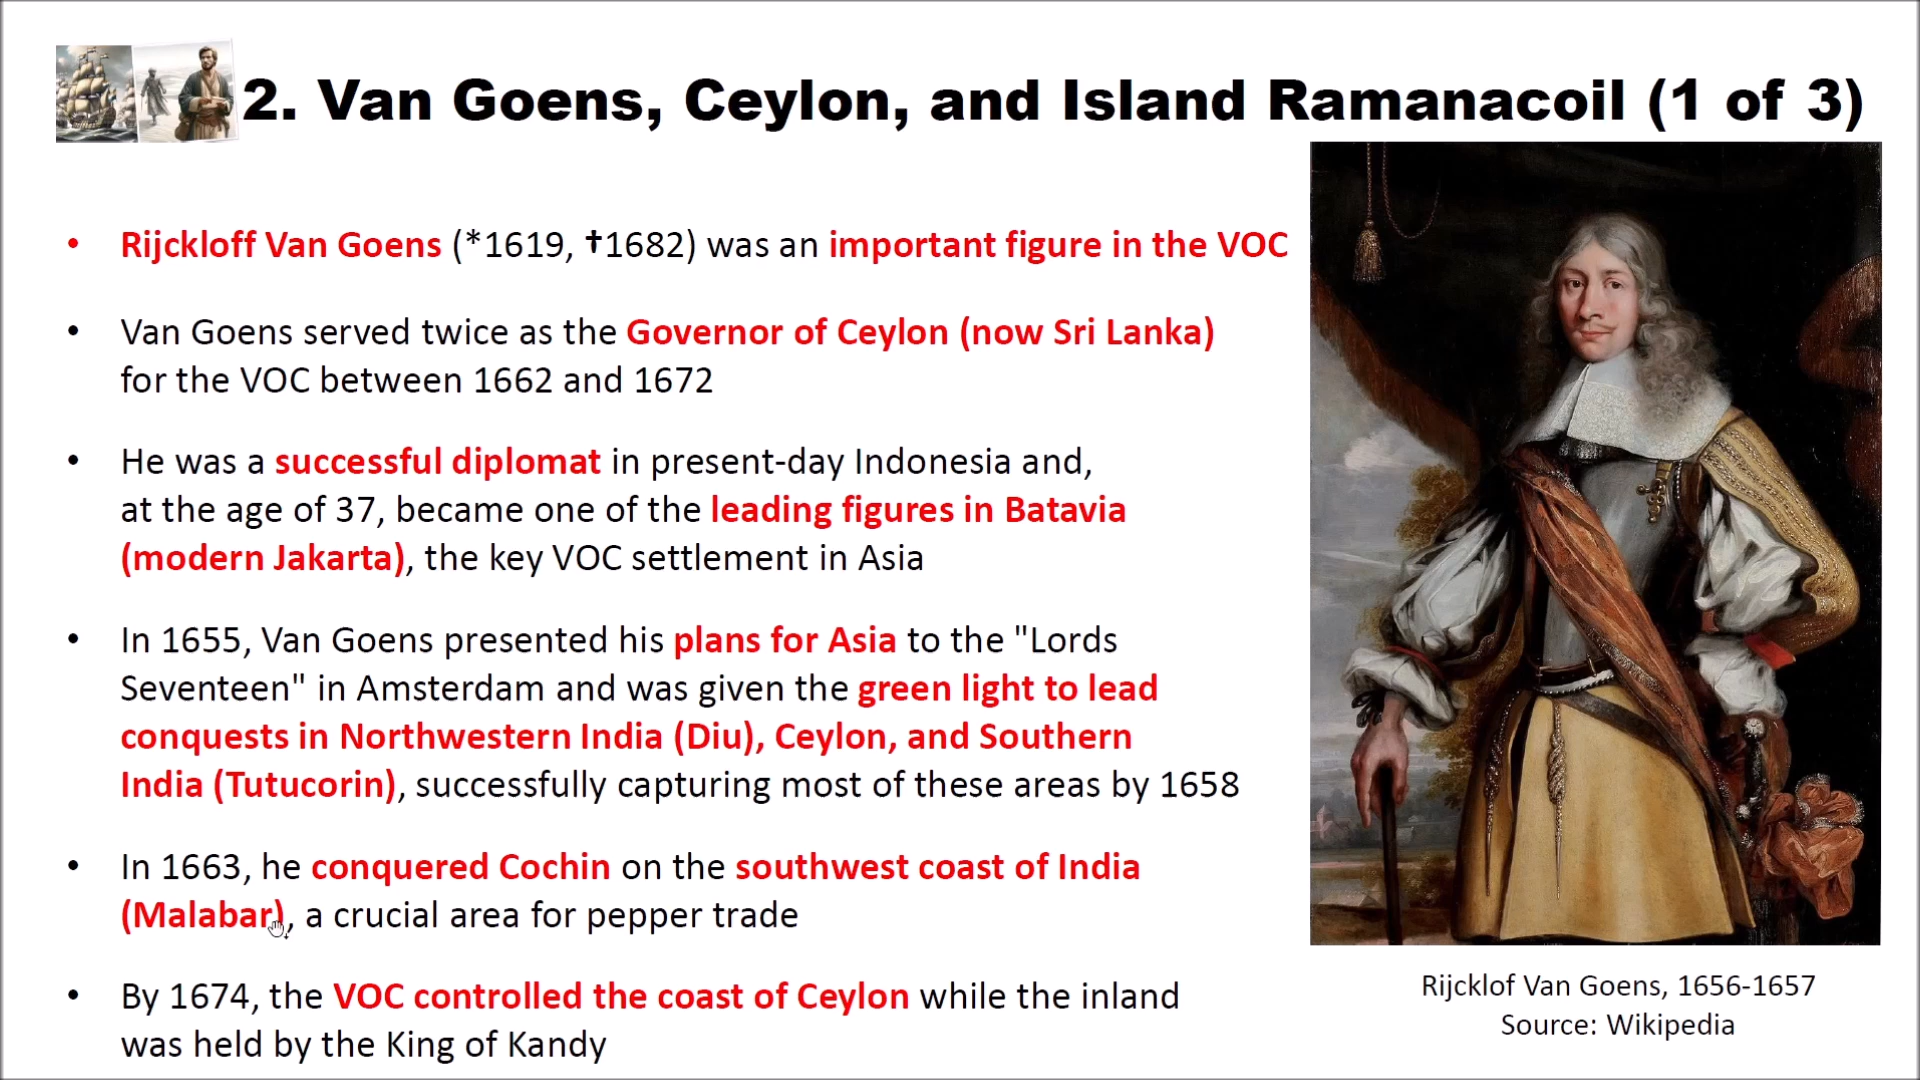 2. Van Goens, Ceylon, and Island Ramanacoil (1 of 3)
• Rijckloff Van Goens (*1619, ✝1682) was an important figure in the VOC
• Van Goens served twice as the Governor of Ceylon (now Sri Lanka)
for the VOC between 1662 and 1672
• He was a successful diplomat in present-day Indonesia and,
at the age of 37, became one of the leading figures in Batavia
(modern Jakarta), the key VOC settlement in Asia
• In 1655, Van Goens presented his plans for Asia to the "Lords
Seventeen" in Amsterdam and was given the green light to lead
conquests in Northwestern India (Diu), Ceylon, and Southern
India (Tutucorin), successfully capturing most of these areas by 1658
• In 1663, he conquered Cochin on the southwest coast of India
(Malabar), a crucial area for pepper trade
• By 1674, the VOC controlled the coast of Ceylon while the inland
was held by the King of Kandy
Rijcklof Van Goens, 1656-1657
Source: Wikipedia